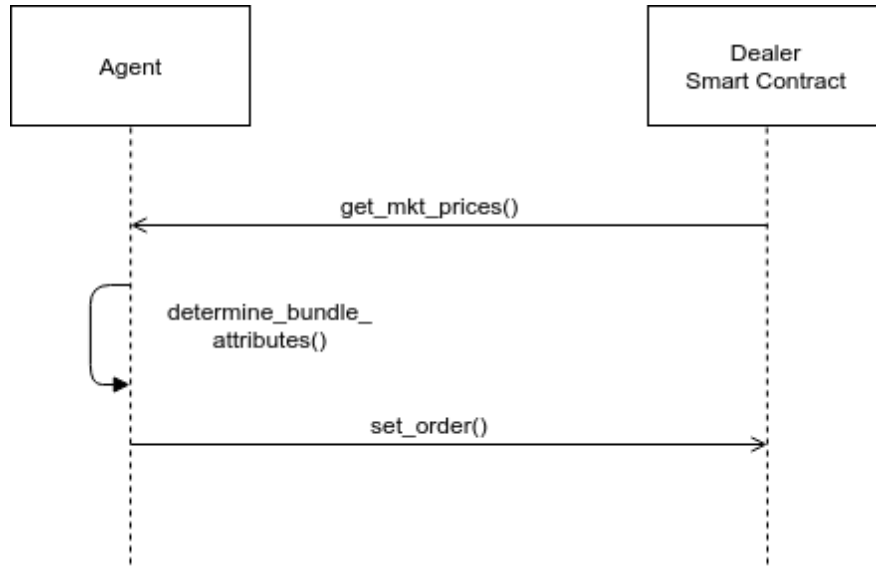 Agent
Dealer
Smart Contract
get_mkt_prices()
determine_bundle_
attributes()
set_order()